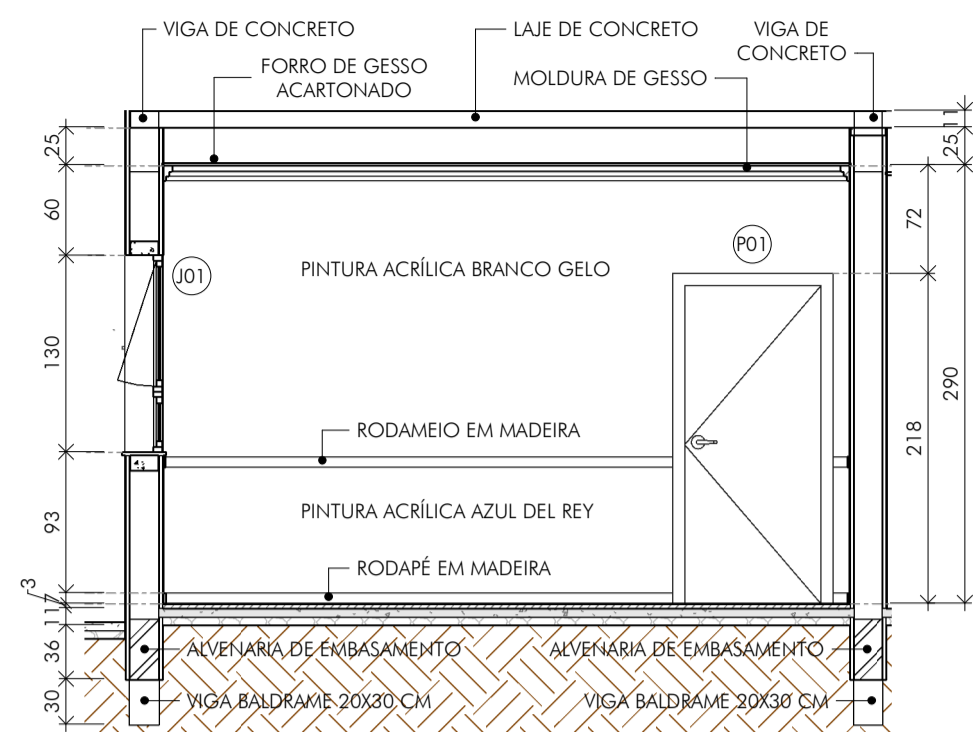 VIGA DE CONCRETO
LAJE DE CONCRETO
VIGA DE
CONCRETO
FORRO DE GESSO
ACARTONADO
MOLDURA DE GESSO
25
60
130
93
3
7
11
36
30
11
25
72
290
218
J01
P01
PINTURA ACRÍLICA BRANCO GELO
RODAMEIO EM MADEIRA
PINTURA ACRÍLICA AZUL DEL REY
RODAPÉ EM MADEIRA
ALVENARIA DE EMBASAMENTO
ALVENARIA DE EMBASAMENTO
VIGA BALDRAME 20X30 CM
VIGA BALDRAME 20X30 CM